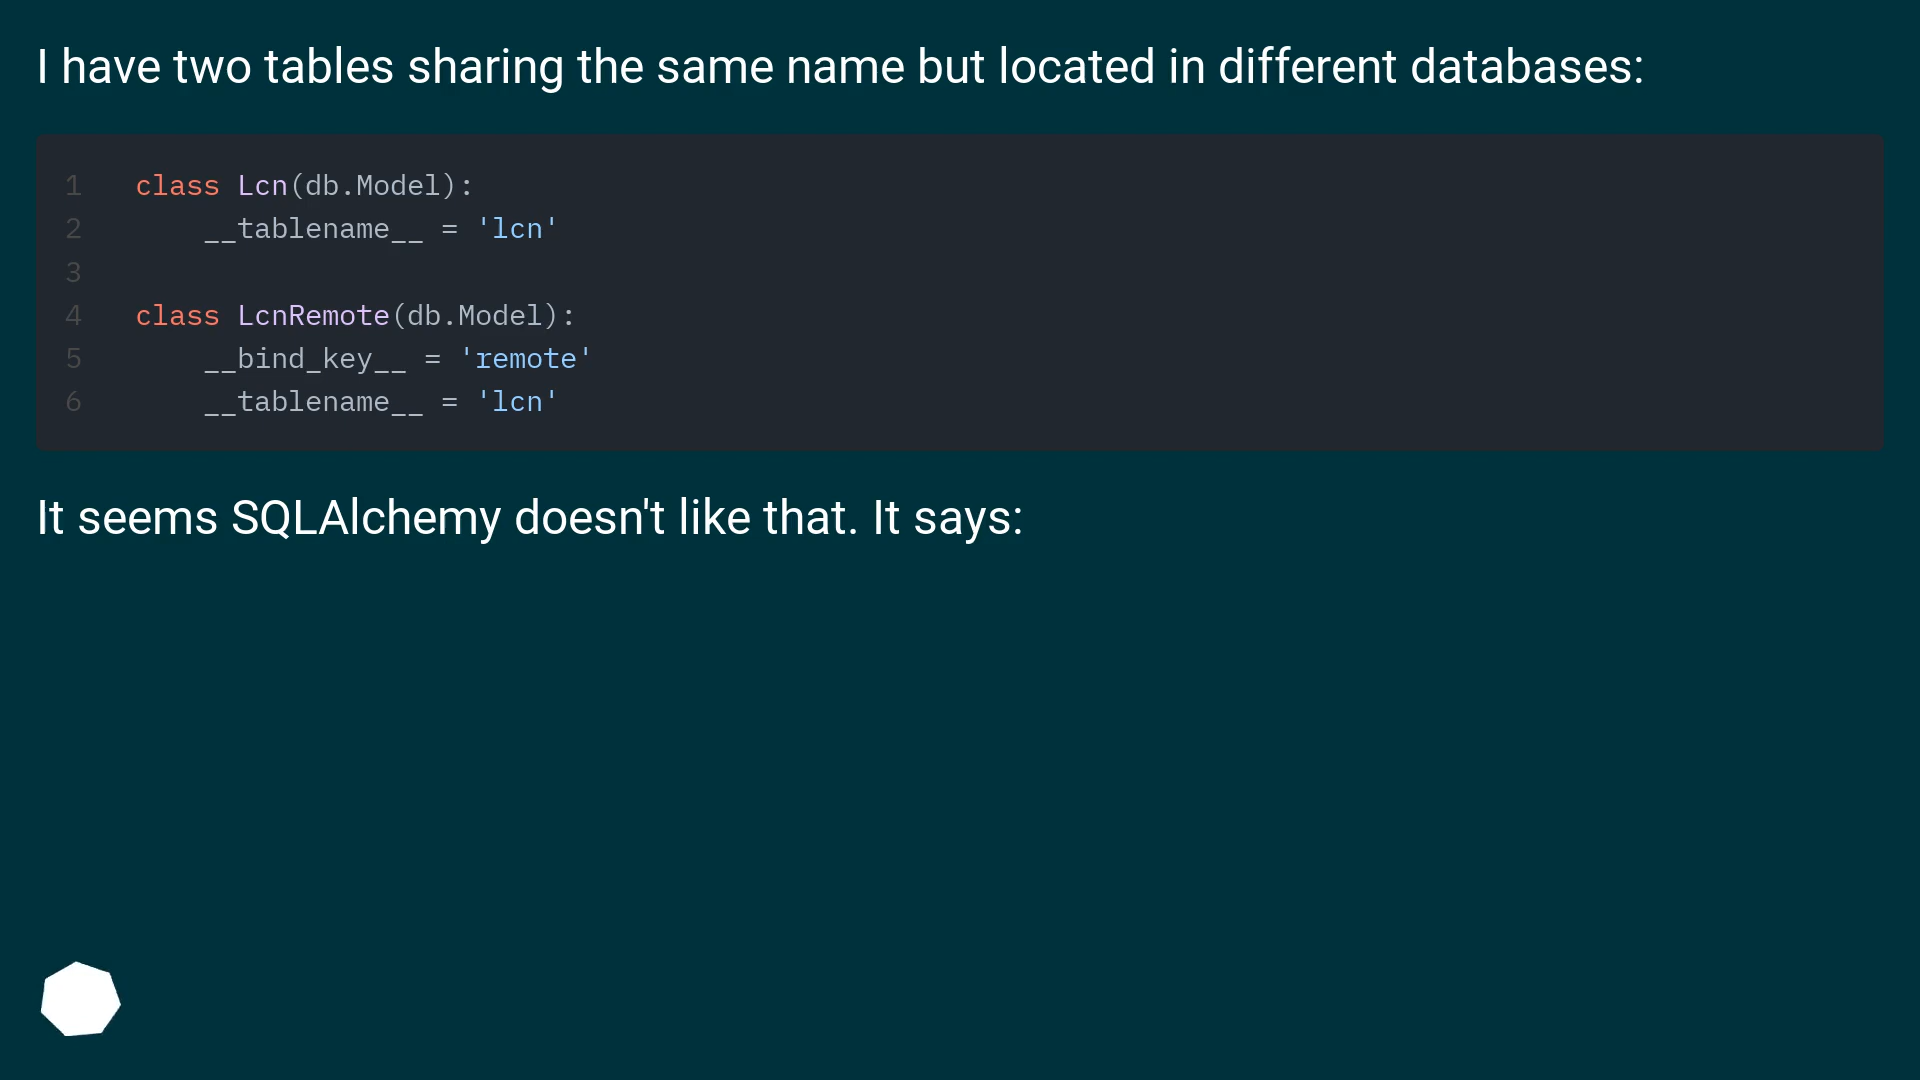 I have two tables sharing the same name but located in different databases:
1 class Lcn(db.Model):
2     __tablename__ = 'lcn'
3
4 class LcnRemote(db.Model):
5     __bind_key__ = 'remote'
6     __tablename__ = 'lcn'
It seems SQLAlchemy doesn't like that. It says: